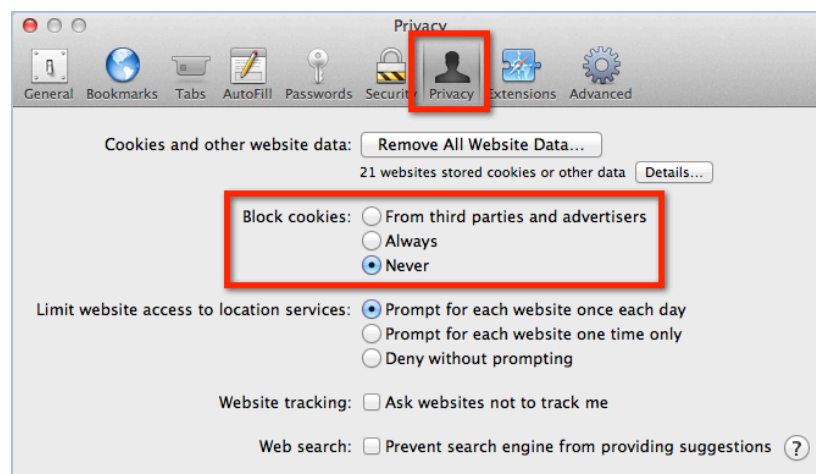 Privacy
General Bookmarks Tabs AutoFill Passwords Security Privacy Extensions Advanced
Cookies and other website data: Remove All Website Data...
21 websites stored cookies or other data Details...
Block cookies: From third parties and advertisers
Always
Never
Limit website access to location services: Prompt for each website once each day
Prompt for each website one time only
Deny without prompting
Website tracking: Ask websites not to track me
Web search: Prevent search engine from providing suggestions ?